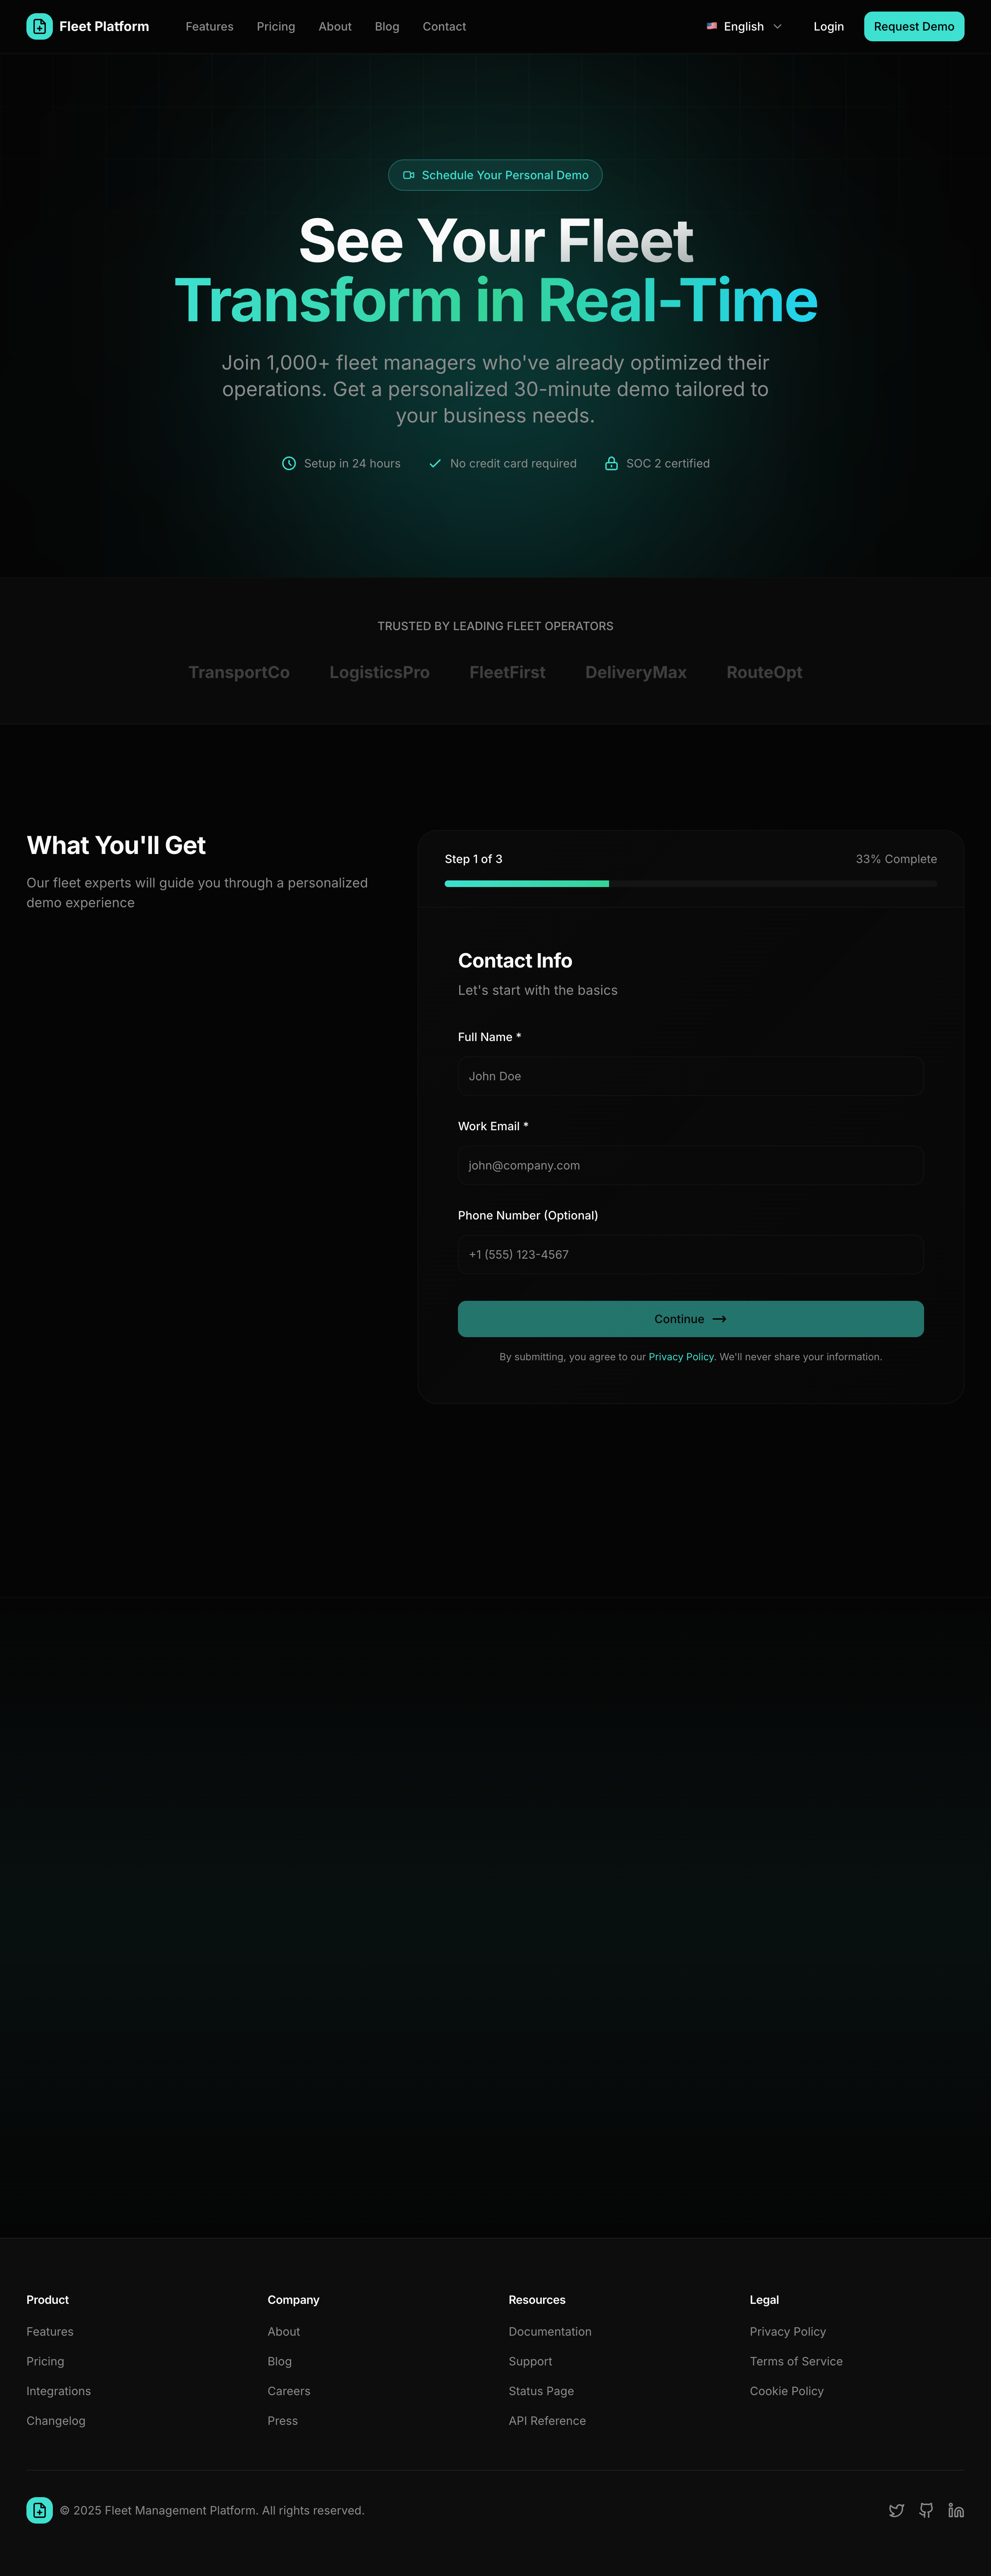 Fleet Platform
Features
Pricing
About
Blog
Contact
English
Login
Request Demo
Schedule Your Personal Demo
See Your Fleet
Transform in Real-Time
Join 1,000+ fleet managers who've already optimized their
operations. Get a personalized 30-minute demo tailored to
your business needs.
Setup in 24 hours
No credit card required
SOC 2 certified
TRUSTED BY LEADING FLEET OPERATORS
TransportCo
LogisticsPro
FleetFirst
DeliveryMax
RouteOpt
What You'll Get
Our fleet experts will guide you through a personalized
demo experience
Step 1 of 3
33% Complete
Contact Info
Let's start with the basics
Full Name *
John Doe
Work Email *
john@company.com
Phone Number (Optional)
+1 (555) 123-4567
Continue
By submitting, you agree to our Privacy Policy. We'll never share your information.
Product
Features
Pricing
Integrations
Changelog
Company
About
Blog
Careers
Press
Resources
Documentation
Support
Status Page
API Reference
Legal
Privacy Policy
Terms of Service
Cookie Policy
© 2025 Fleet Management Platform. All rights reserved.